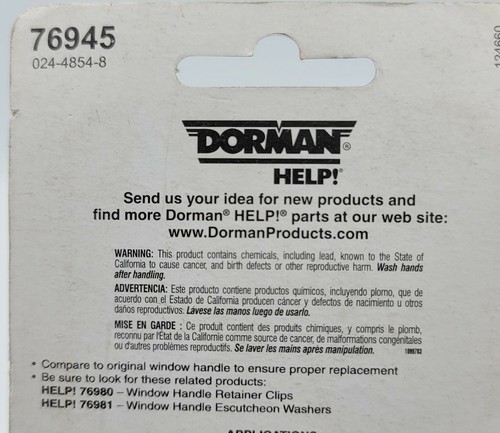 76945
024-4854-8
124660
DORMAN®
HELP!®
Send us your idea for new products and
find more Dorman® HELP!® parts at our web site:
www.DormanProducts.com
WARNING: This product contains chemicals, including lead, known to the State of
California to cause cancer, and birth defects or other reproductive harm. Wash hands
after handling.
ADVERTENCIA: Este producto contiene productos químicos, incluyendo plomo, que de
acuerdo con el Estado de California producen cáncer y defectos de nacimiento u otros
daños reproductivos. Lávese las manos luego de usarlo.
MISE EN GARDE : Ce produit contient des produits chimiques, y compris le plomb,
reconnu par l'État de la Californie comme source de cancer, de malformations congénitales
ou d'autres problèmes reproductifs. Se laver les mains après manipulation.
• Compare to original window handle to ensure proper replacement
• Be sure to look for these related products:
HELP! 76980 – Window Handle Retainer Clips
HELP! 76981 – Window Handle Escutcheon Washers
APPLICATIONS